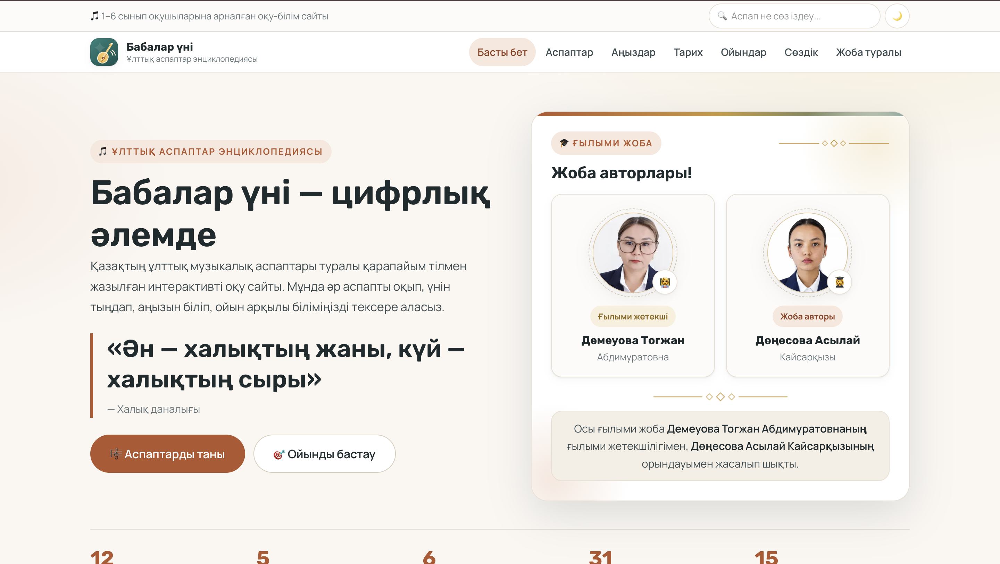 1–6 сынып оқушыларына арналған оқу-білім сайты
Аспап не сөз іздеу...
Бабалар үні
Ұлттық аспаптар энциклопедиясы
Басты бет
Аспаптар
Аңыздар
Тарих
Ойындар
Сөздік
Жоба туралы
ҰЛТТЫҚ АСПАПТАР ЭНЦИКЛОПЕДИЯСЫ
Бабалар үні — цифрлық
әлемде
Қазақтың ұлттық музыкалық аспаптары туралы қарапайым тілмен
жазылған интерактивті оқу сайты. Мұнда әр аспапты оқып, үнін
тыңдап, аңызын біліп, ойын арқылы біліміңізді тексере аласыз.
«Ән — халықтың жаны, күй —
халықтың сыры»
— Халық даналығы
Аспаптарды таны
Ойынды бастау
ҒЫЛЫМИ ЖОБА
Жоба авторлары!
Ғылыми жетекші
Демеуова Тогжан
Абдимуратовна
Жоба авторы
Дөңесова Асылай
Кайсарқызы
Осы ғылыми жоба Демеуова Тогжан Абдимуратовнаның
ғылыми жетекшілігімен, Дөңесова Асылай Кайсарқызының
орындауымен жасалып шықты.
12
5
6
31
15